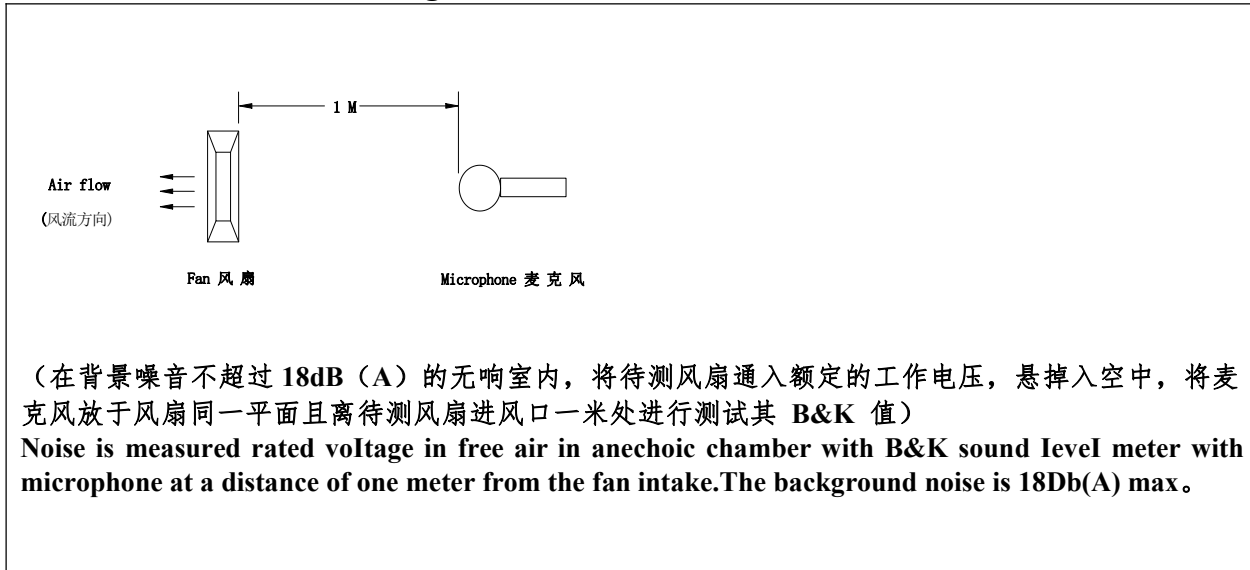 1 M
Air flow
(风流方向)
Fan 风 扇
Microphone 麦 克 风
（在背景噪音不超过 18dB（A）的无响室内，将待测风扇通入额定的工作电压，悬掉入空中，将麦
克风放于风扇同一平面且离待测风扇进风口一米处进行测试其 B&K 值）
Noise is measured rated voItage in free air in anechoic chamber with B&K sound IeveI meter with
microphone at a distance of one meter from the fan intake.The background noise is 18Db(A) max。